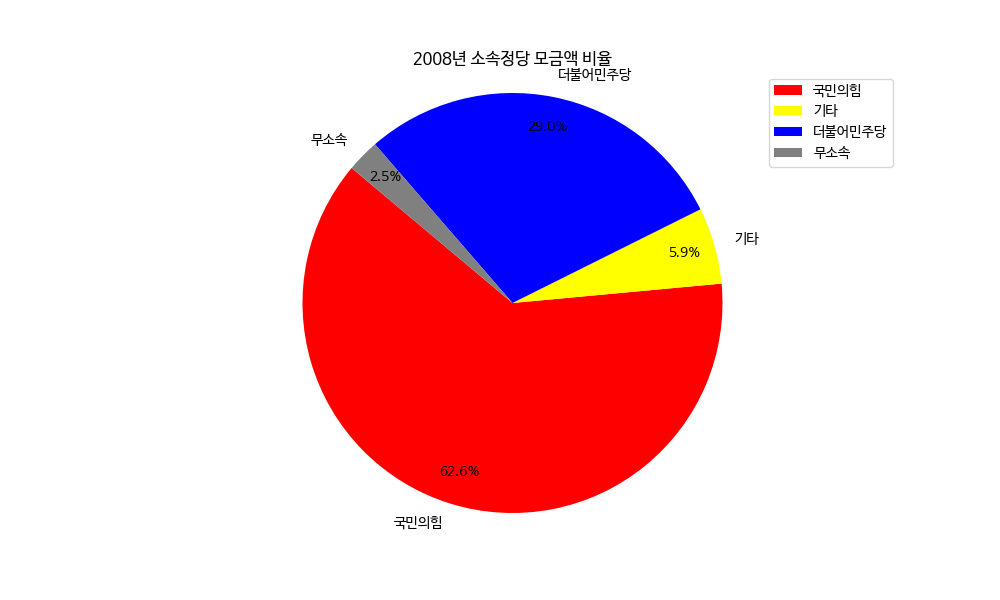 2008년 소속정당 모금액 비율
더불어민주당
29.0%
무소속
2.5%
기타
5.9%
62.6%
국민의힘
국민의힘
기타
더불어민주당
무소속